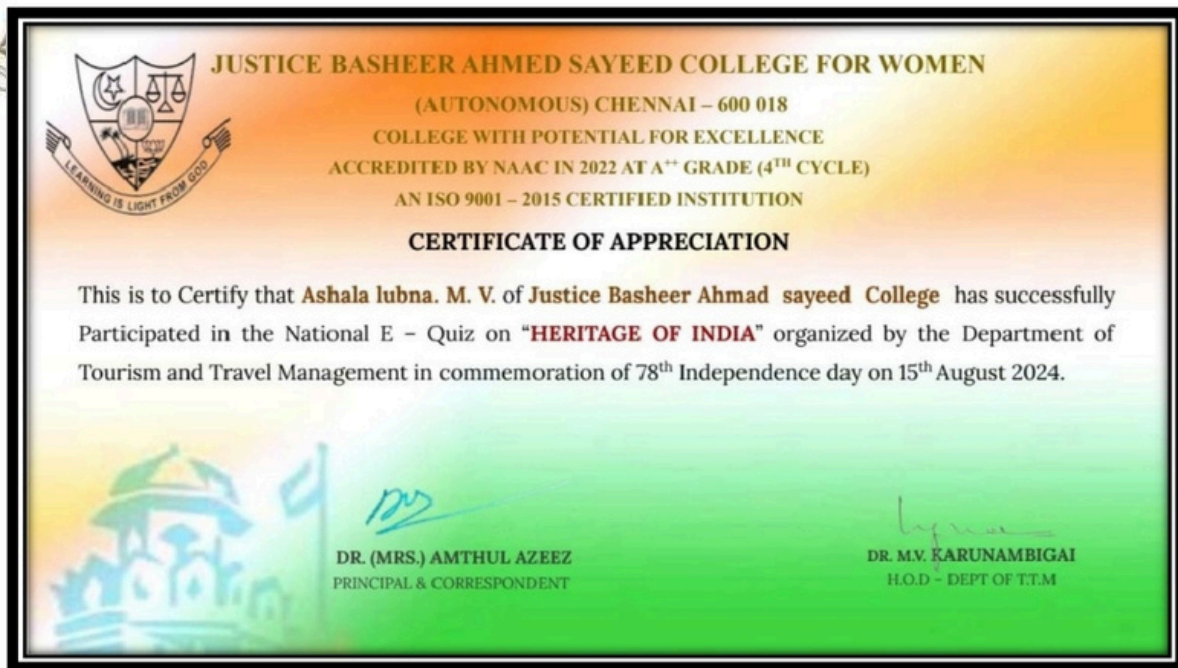 JUSTICE BASHEER AHMED SAYEED COLLEGE FOR WOMEN
(AUTONOMOUS) CHENNAI – 600 018
COLLEGE WITH POTENTIAL FOR EXCELLENCE
ACCREDITED BY NAAC IN 2022 AT A++ GRADE (4TH CYCLE)
AN ISO 9001 – 2015 CERTIFIED INSTITUTION
LEARNING IS LIGHT FROM GOD
CERTIFICATE OF APPRECIATION
This is to Certify that Ashala lubna. M. V. of Justice Basheer Ahmad sayeed College has successfully
Participated in the National E – Quiz on “HERITAGE OF INDIA” organized by the Department of
Tourism and Travel Management in commemoration of 78th Independence day on 15th August 2024.
DR. (MRS.) AMTHUL AZEEZ
PRINCIPAL & CORRESPONDENT
DR. M.V. KARUNAMBIGAI
H.O.D – DEPT OF T.T.M